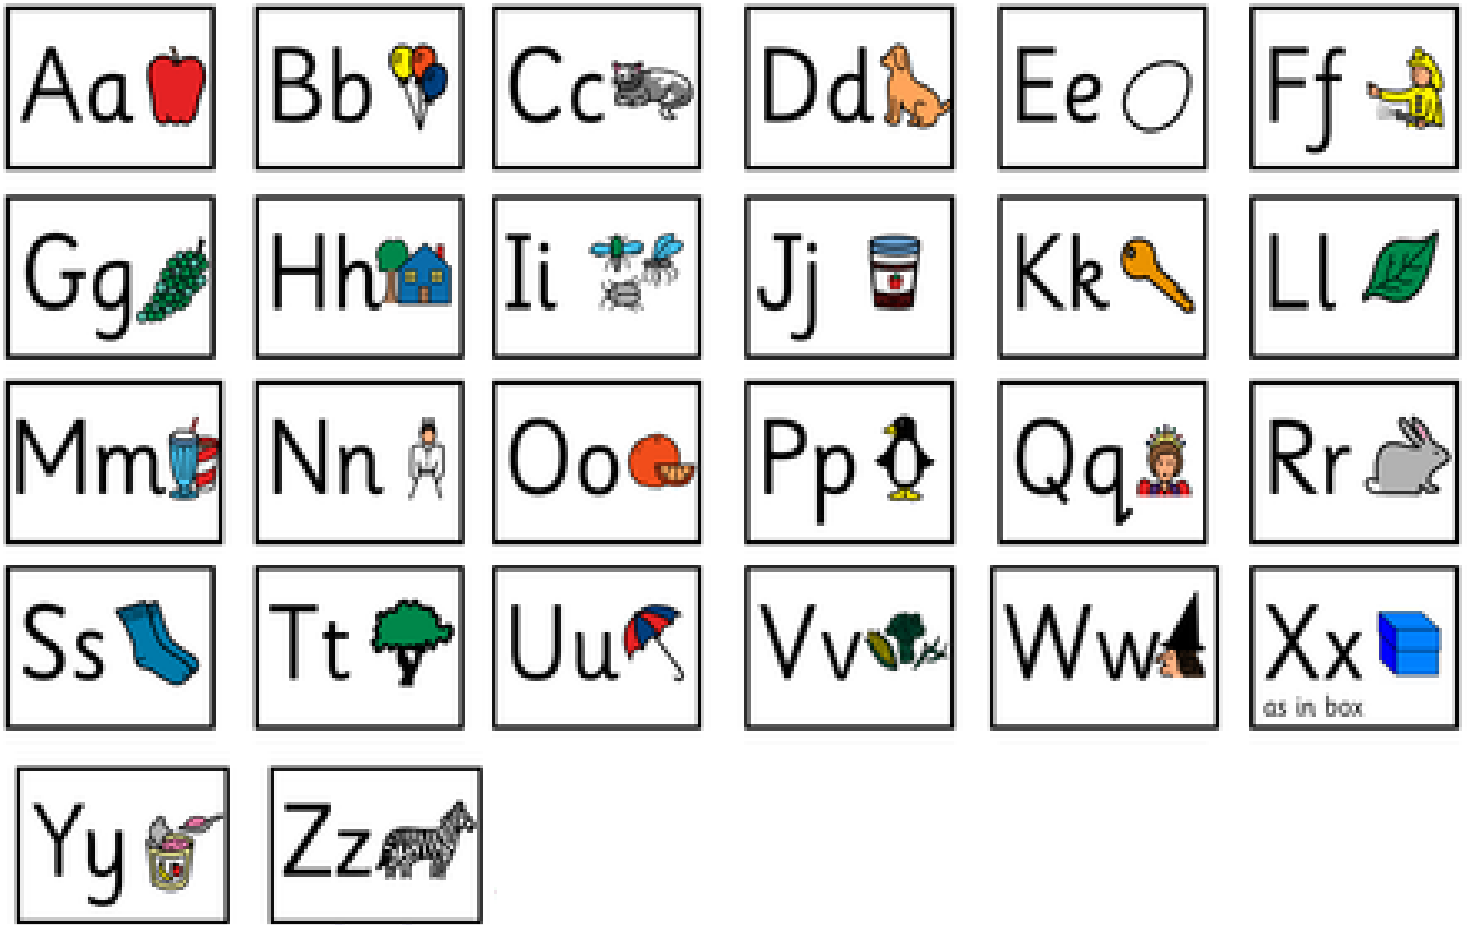 Aa Bb Cc Dd Ee Ff
Gg Hh Ii Jj Kk Ll
Mm Nn Oo Pp Qq Rr
Ss Tt Uu Vv Ww Xx
as in box
Yy Zz